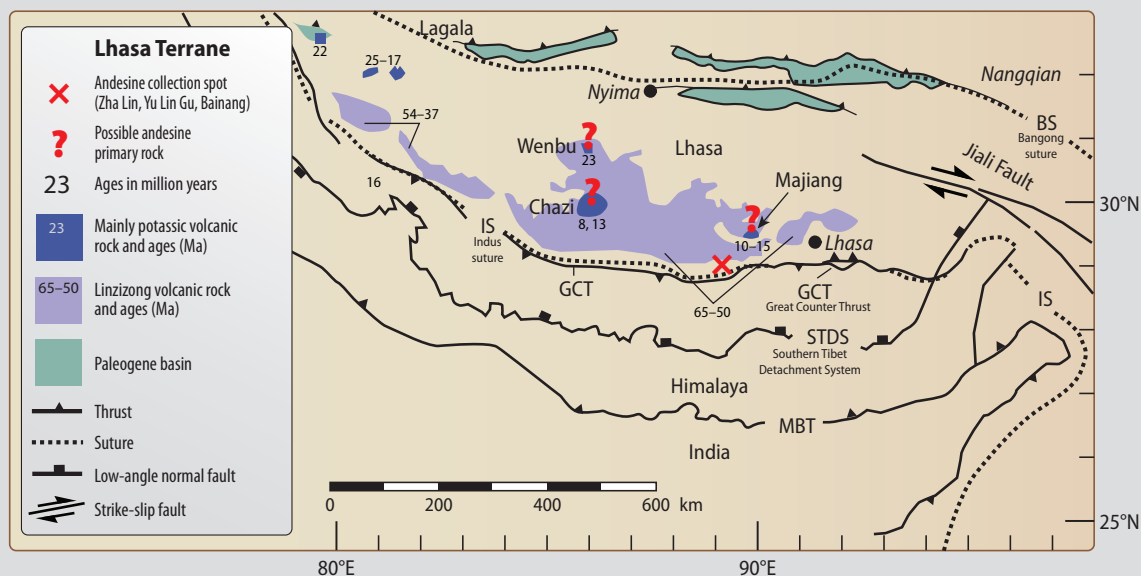 Lhasa Terrane
Andesine collection spot
(Zha Lin, Yu Lin Gu, Bainang)
?
Possible andesine
primary rock
23
Ages in million years
23
Mainly potassic volcanic
rock and ages (Ma)
65–50
Linzizong volcanic rock
and ages (Ma)
Paleogene basin
Thrust
Suture
Low-angle normal fault
Strike-slip fault
22
Lagala
25–17
Nangqian
Nyima
54–37
BS
Bangong
suture
?
Wenbu
23
Lhasa
Jiali Fault
16
?
Chazi
8, 13
Majiang
?
10–15
30°N
IS
Indus
suture
Lhasa
GCT
65–50
GCT
Great Counter Thrust
IS
STDS
Southern Tibet
Detachment System
Himalaya
MBT
India
0
200
400
600 km
25°N
80°E
90°E